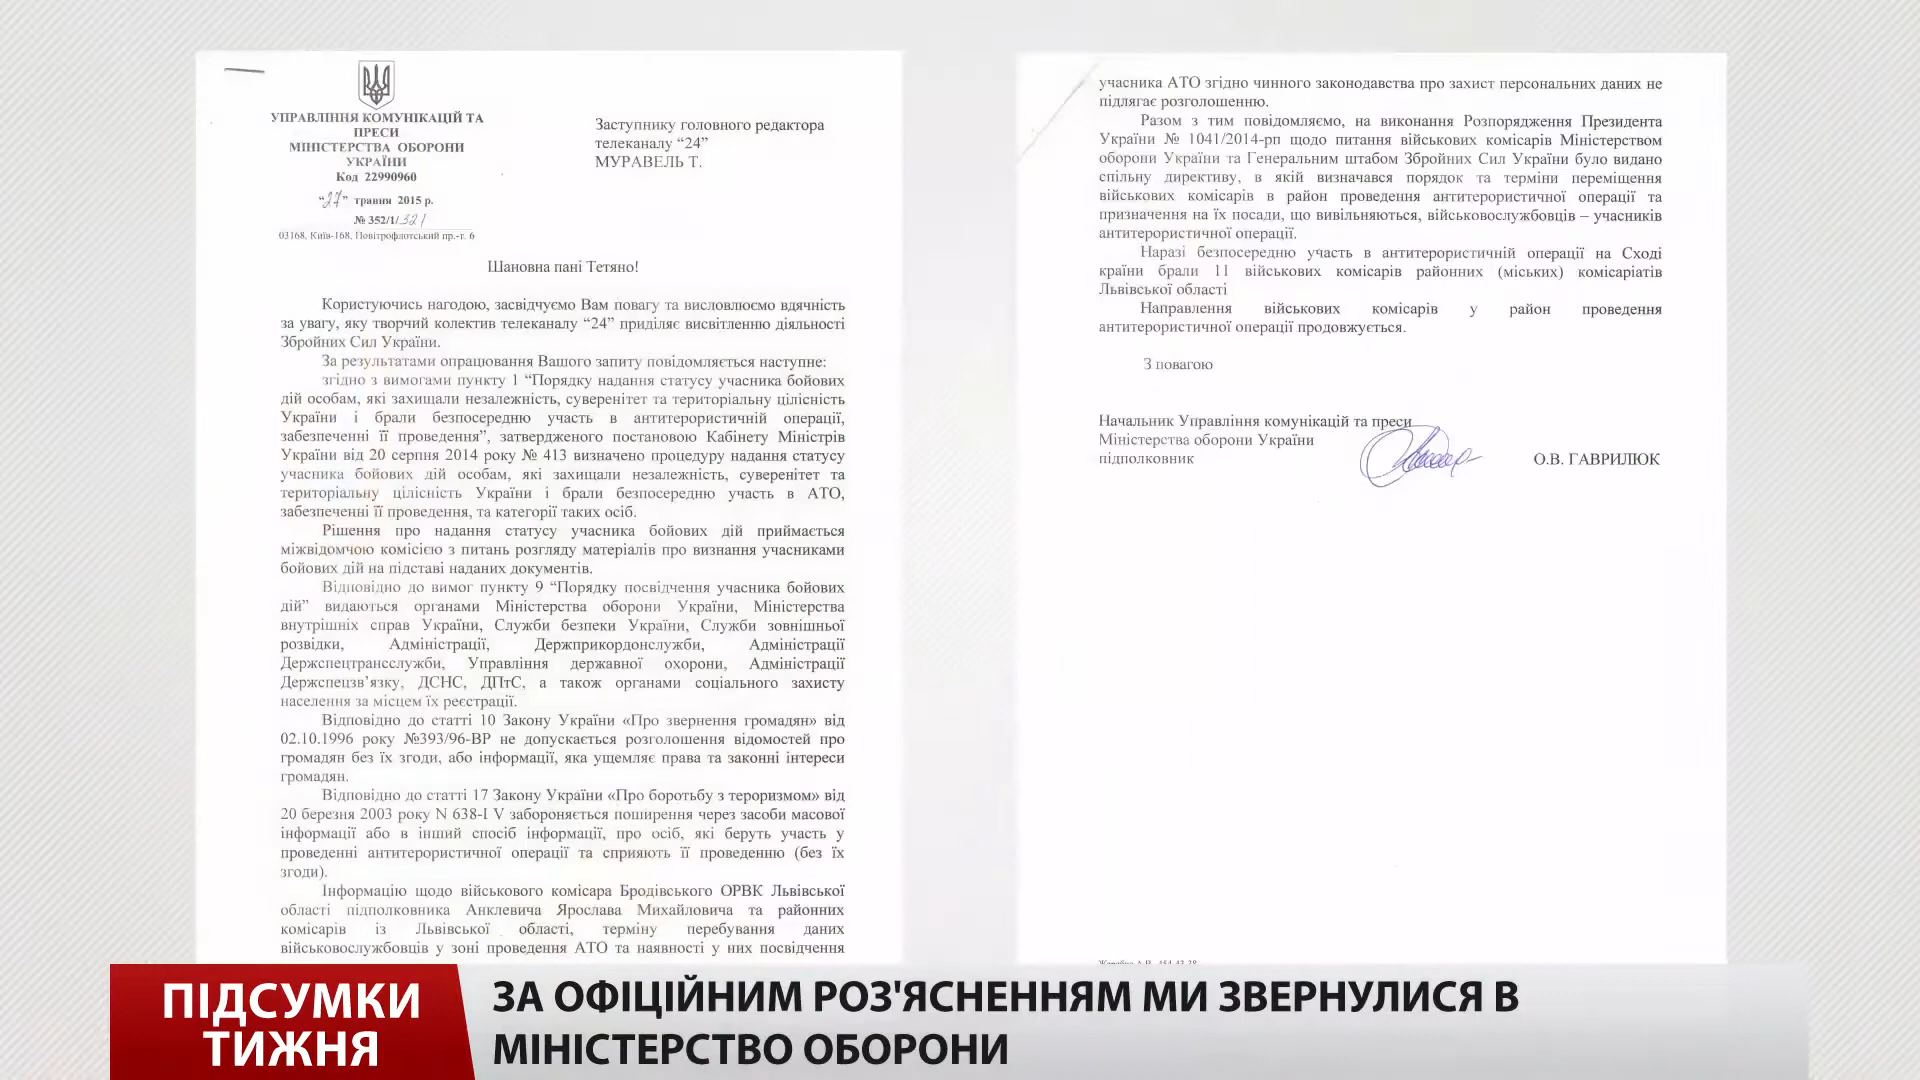 УПРАВЛІННЯ КОМУНІКАЦІЙ ТА
ПРЕСИ
МІНІСТЕРСТВА ОБОРОНИ
УКРАЇНИ
Код 22990960
“27” травня 2015 р.
№ 352/1/321
03168, Київ-168, Повітрофлотський пр.-т. 6
Заступнику головного редактора
телеканалу “24”
МУРАВЕЛЬ Т.
Шановна пані Тетяно!
Користуючись нагодою, засвідчуємо Вам повагу та висловлюємо вдячність
за увагу, яку творчий колектив телеканалу “24” приділяє висвітленню діяльності
Збройних Сил України.
За результатами опрацювання Вашого запиту повідомляється наступне:
згідно з вимогами пункту 1 “Порядку надання статусу учасника бойових
дій особам, які захищали незалежність, суверенітет та територіальну цілісність
України і брали безпосередню участь в антитерористичній операції,
забезпеченні її проведення”, затвердженого постановою Кабінету Міністрів
України від 20 серпня 2014 року № 413 визначено процедуру надання статусу
учасника бойових дій особам, які захищали незалежність, суверенітет та
територіальну цілісність України і брали безпосередню участь в АТО,
забезпеченні її проведення, та категорії таких осіб.
Рішення про надання статусу учасника бойових дій приймається
міжвідомчою комісією з питань розгляду матеріалів про визнання учасниками
бойових дій на підставі наданих документів.
Відповідно до вимог пункту 9 “Порядку посвідчення учасника бойових
дій” видаються органами Міністерства оборони України, Міністерства
внутрішніх справ України, Служби безпеки України, Служби зовнішньої
розвідки, Адміністрації, Держприкордонслужби, Адміністрації
Держспецтрансслужби, Управління державної охорони, Адміністрації
Держспецзв’язку, ДСНС, ДПтС, а також органами соціального захисту
населення за місцем їх реєстрації.
Відповідно до статті 10 Закону України «Про звернення громадян» від
02.10.1996 року №393/96-ВР не допускається розголошення відомостей про
громадян без їх згоди, або інформації, яка ущемляє права та законні інтереси
громадян.
Відповідно до статті 17 Закону України «Про боротьбу з тероризмом» від
20 березня 2003 року N 638-I V забороняється поширення через засоби масової
інформації або в інший спосіб інформації, про осіб, які беруть участь у
проведенні антитерористичної операції та сприяють її проведенню (без їх
згоди).
Інформацію щодо військового комісара Бродівського ОРВК Львівської
області підполковника Анклевича Ярослава Михайловича та районних
комісарів із Львівської області, терміну перебування даних
військовослужбовців у зоні проведення АТО та наявності у них посвідчення
учасника АТО згідно чинного законодавства про захист персональних даних не
підлягає розголошенню.
Разом з тим повідомляємо, на виконання Розпорядження Президента
України № 1041/2014-рп щодо питання військових комісарів Міністерством
оборони України та Генеральним штабом Збройних Сил України було видано
спільну директиву, в якій визначався порядок та терміни переміщення
військових комісарів в район проведення антитерористичної операції та
призначення на їх посади, що вивільняються, військовослужбовців – учасників
антитерористичної операції.
Наразі безпосередню участь в антитерористичній операції на Сході
країни брали 11 військових комісарів районних (міських) комісаріатів
Львівської області
Направлення військових комісарів у район проведення
антитерористичної операції продовжується.
З повагою
Начальник Управління комунікацій та преси
Міністерства оборони України
підполковник
О.В. ГАВРИЛЮК
ПІДСУМКИ
ТИЖНЯ
ЗА ОФІЦІЙНИМ РОЗ'ЯСНЕННЯМ МИ ЗВЕРНУЛИСЯ В
МІНІСТЕРСТВО ОБОРОНИ